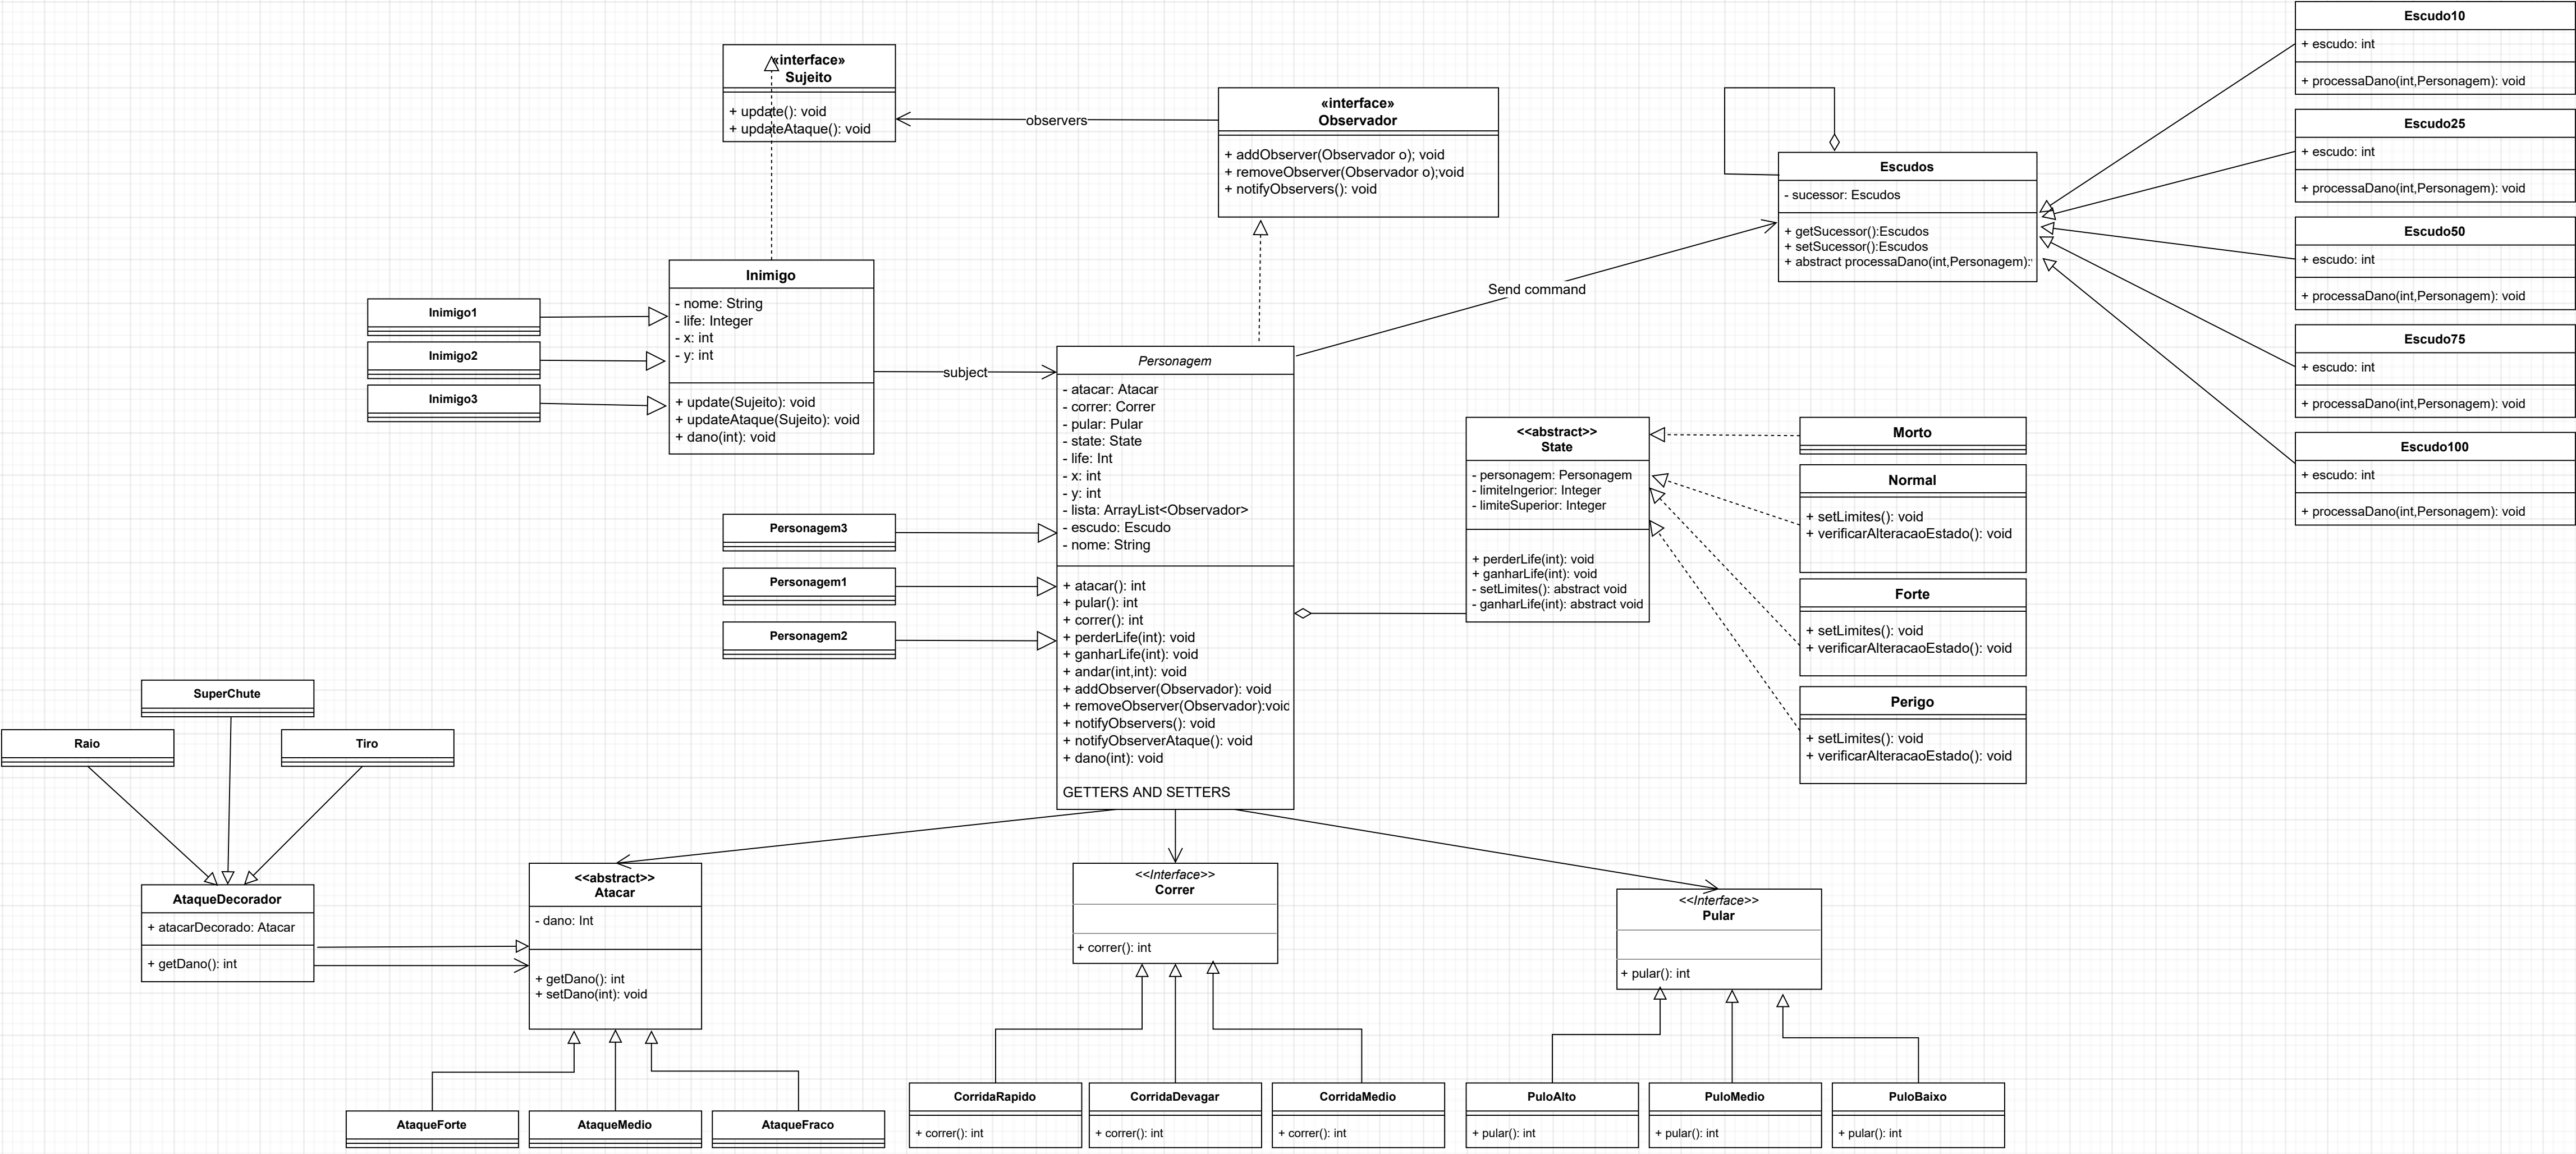 «interface»
Sujeito
+ update(): void
+ updateAtaque(): void
observers
«interface»
Observador
+ addObserver(Observador o); void
+ removeObserver(Observador o);void
+ notifyObservers(): void
Escudos
- sucessor: Escudos
+ getSucessor():Escudos
+ setSucessor():Escudos
+ abstract processaDano(int,Personagem):
Escudo10
+ escudo: int
+ processaDano(int,Personagem): void
Escudo25
+ escudo: int
+ processaDano(int,Personagem): void
Escudo50
+ escudo: int
+ processaDano(int,Personagem): void
Escudo75
+ escudo: int
+ processaDano(int,Personagem): void
Escudo100
+ escudo: int
+ processaDano(int,Personagem): void
Send command
Inimigo
- nome: String
- life: Integer
- x: int
- y: int
+ update(Sujeito): void
+ updateAtaque(Sujeito): void
+ dano(int): void
Inimigo1
Inimigo2
Inimigo3
subject
Personagem
- atacar: Atacar
- correr: Correr
- pular: Pular
- state: State
- life: Int
- x: int
- y: int
- lista: ArrayList<Observador>
- escudo: Escudo
- nome: String
+ atacar(): int
+ pular(): int
+ correr(): int
+ perderLife(int): void
+ ganharLife(int): void
+ andar(int,int): void
+ addObserver(Observador): void
+ removeObserver(Observador):void
+ notifyObservers(): void
+ notifyObserverAtaque(): void
+ dano(int): void
GETTERS AND SETTERS
Personagem3
Personagem1
Personagem2
<<abstract>>
State
- personagem: Personagem
- limiteIngerior: Integer
- limiteSuperior: Integer
+ perderLife(int): void
+ ganharLife(int): void
- setLimites(): abstract void
- ganharLife(int): abstract void
Morto
Normal
+ setLimites(): void
+ verificarAlteracaoEstado(): void
Forte
+ setLimites(): void
+ verificarAlteracaoEstado(): void
Perigo
+ setLimites(): void
+ verificarAlteracaoEstado(): void
SuperChute
Raio
Tiro
AtaqueDecorador
+ atacarDecorado: Atacar
+ getDano(): int
<<abstract>>
Atacar
- dano: Int
+ getDano(): int
+ setDano(int): void
<<Interface>>
Correr
+ correr(): int
<<Interface>>
Pular
+ pular(): int
AtaqueForte
AtaqueMedio
AtaqueFraco
CorridaRapido
+ correr(): int
CorridaDevagar
+ correr(): int
CorridaMedio
+ correr(): int
PuloAlto
+ pular(): int
PuloMedio
+ pular(): int
PuloBaixo
+ pular(): int